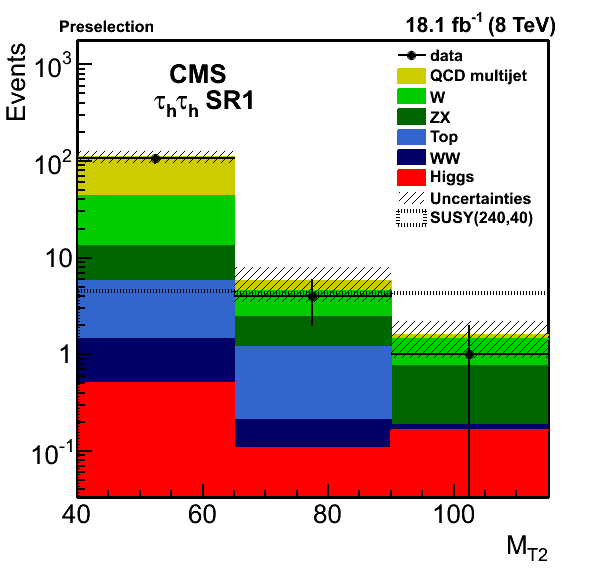 Preselection
18.1 fb⁻¹ (8 TeV)
Events
CMS
τₕτₕ SR1
data
QCD multijet
W
ZX
Top
WW
Higgs
Uncertainties
SUSY(240,40)
10³
10²
10
1
10⁻¹
40 60 80 100
M_T2